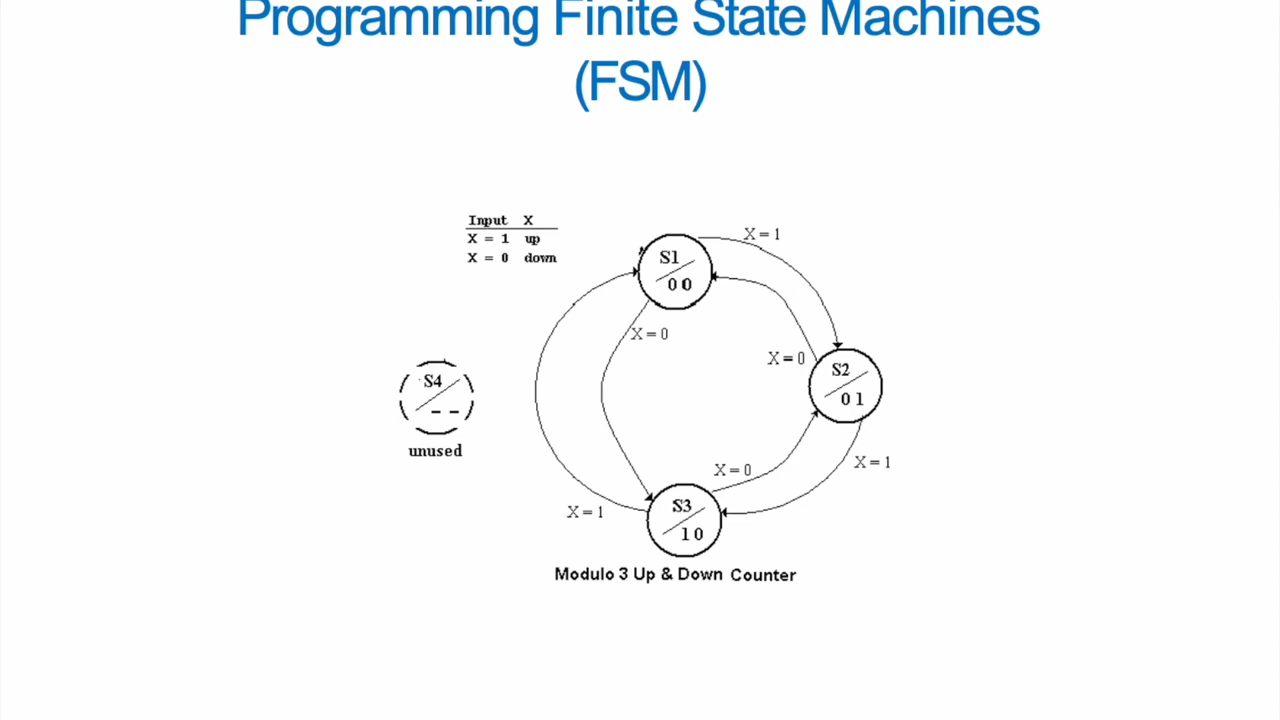 Programming Finite State Machines
(FSM)
Input X
X = 1 up
X = 0 down
X = 1
S1
0 0
X = 0
X = 0
S2
0 1
S4
- -
unused
X = 0
X = 1
S3
1 0
X = 1
Modulo 3 Up & Down Counter